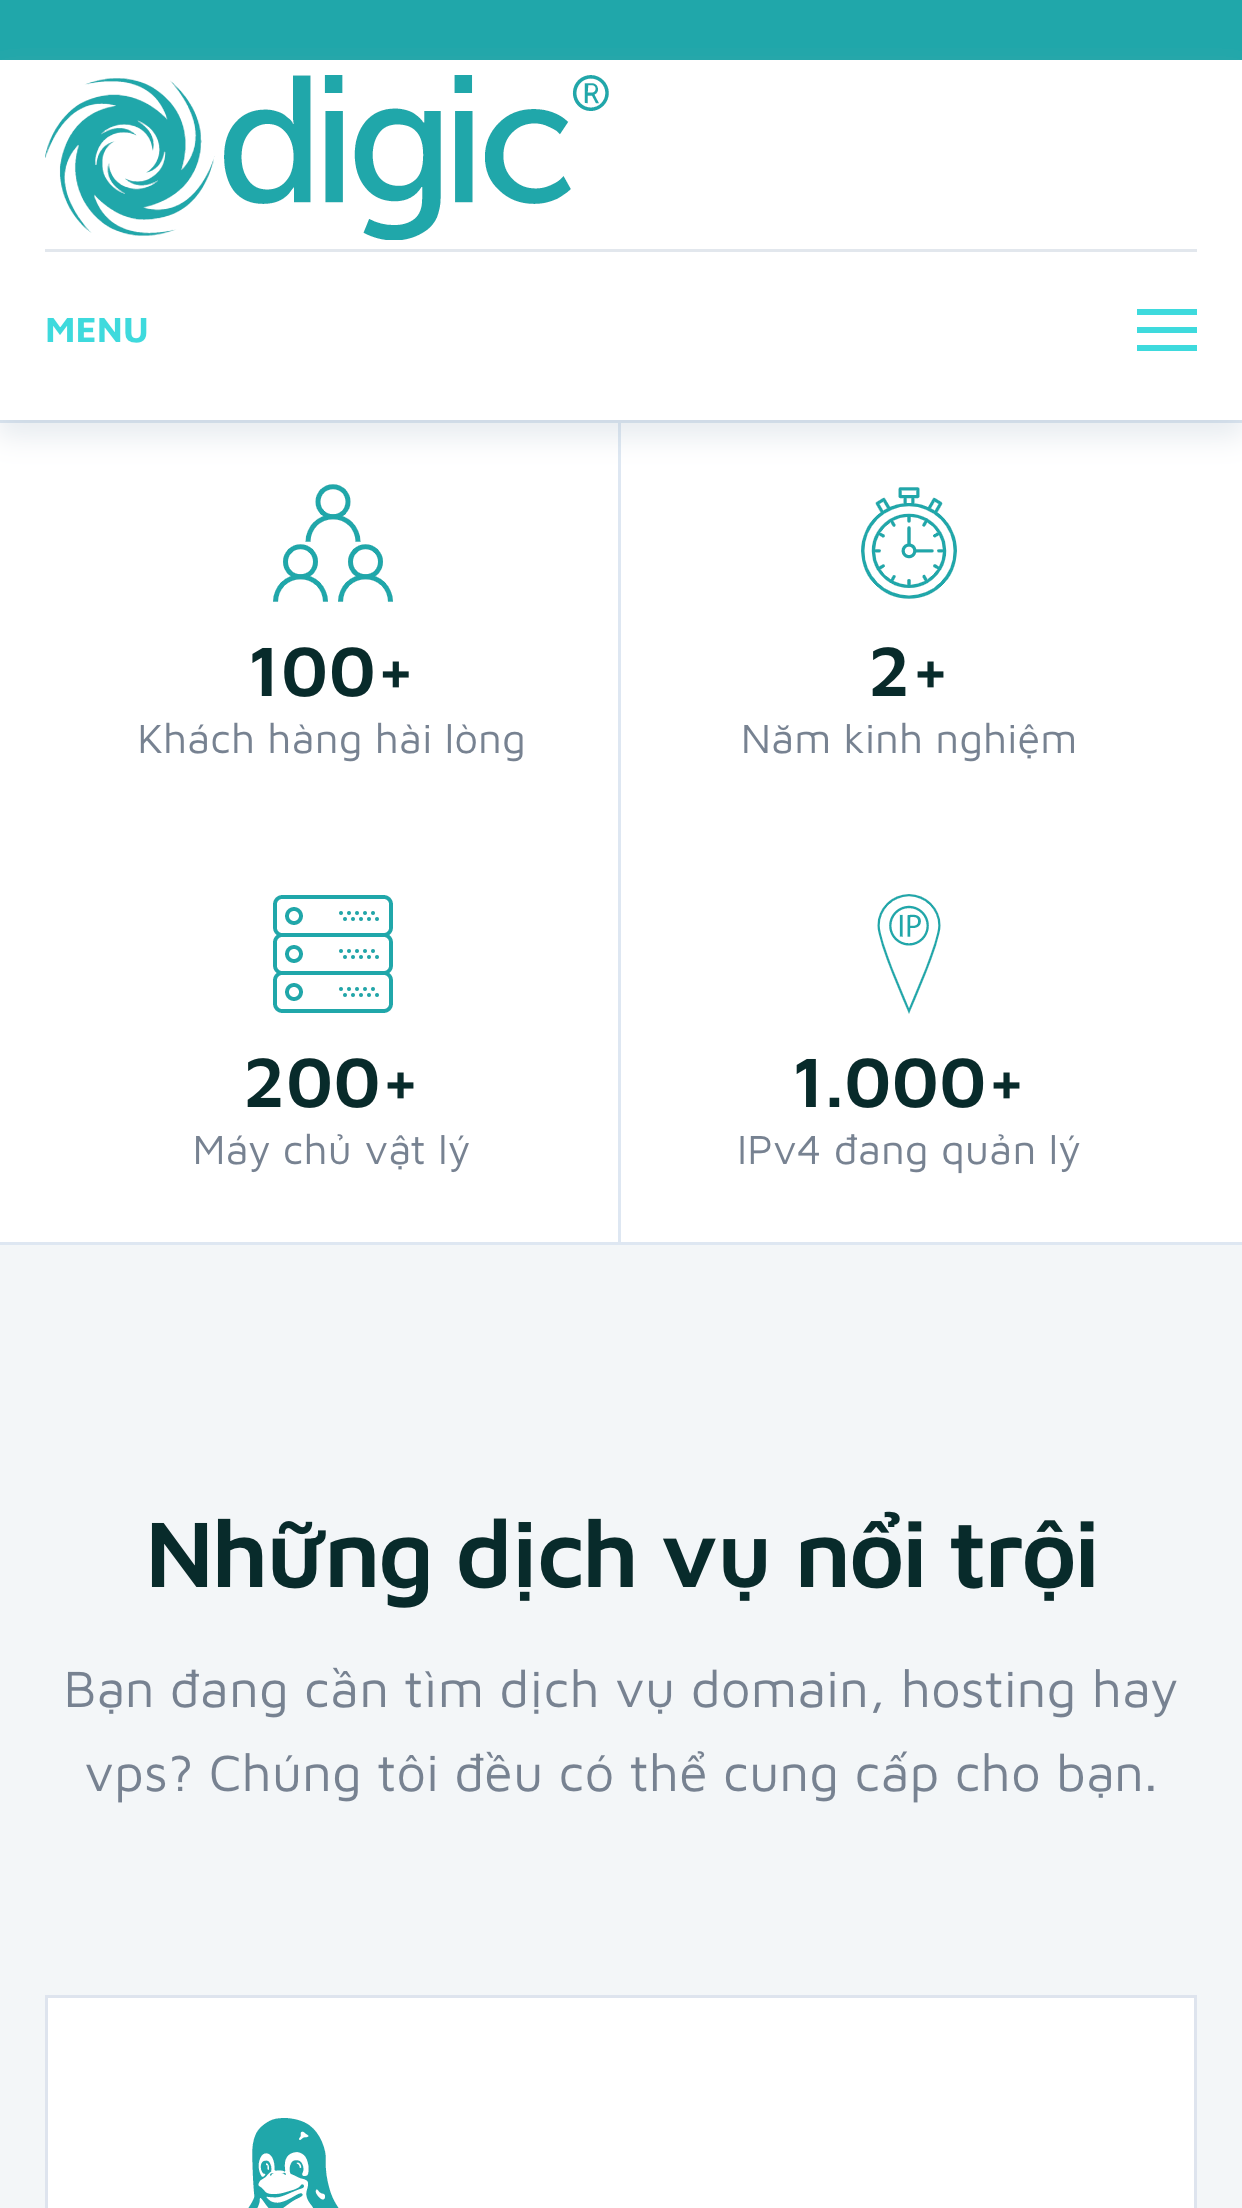 digic®
MENU
100+
Khách hàng hài lòng
2+
Năm kinh nghiệm
200+
Máy chủ vật lý
IP
1.000+
IPv4 đang quản lý
Những dịch vụ nổi trội
Bạn đang cần tìm dịch vụ domain, hosting hay
vps? Chúng tôi đều có thể cung cấp cho bạn.